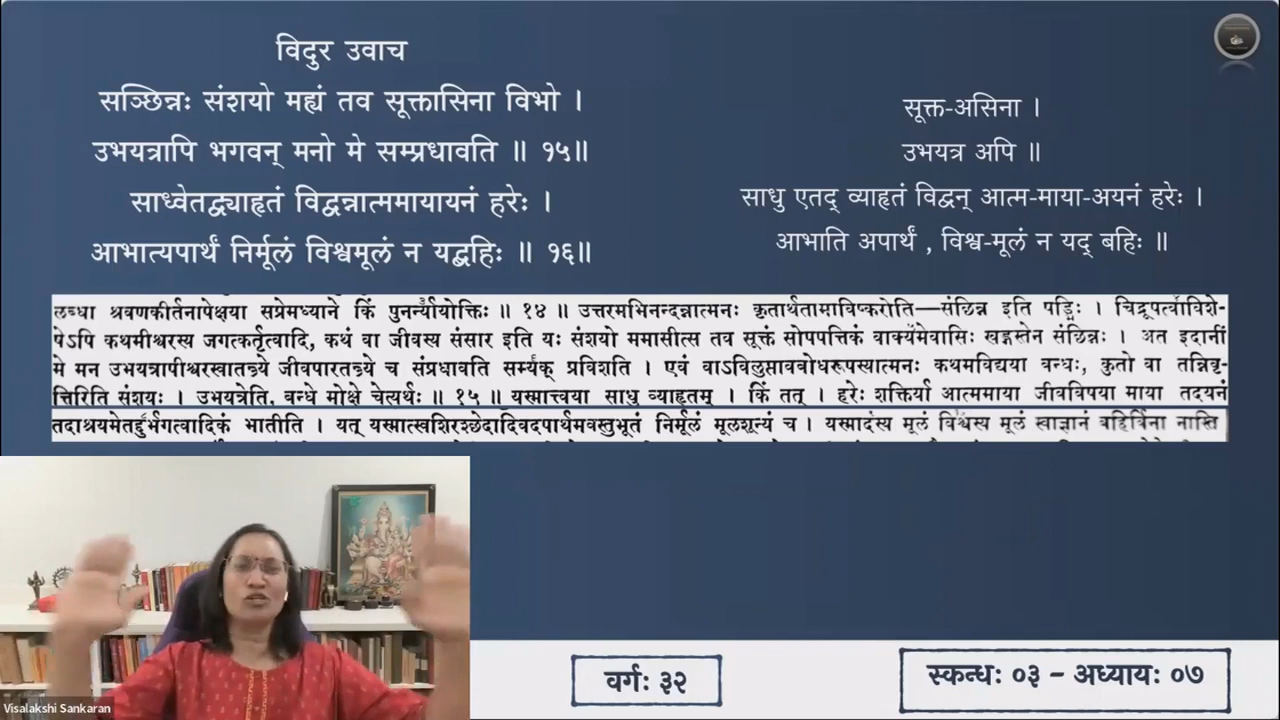 विदुर उवाच
सञ्छिन्नः संशयो मह्यं तव सूक्तासिना विभो ।
उभयत्रापि भगवन् मनो मे सम्प्रधावति ॥ १५॥
साध्वेतद्व्याहृतं विद्वन्नात्ममायायनं हरेः ।
आभात्यपार्थं निर्मूलं विश्वमूलं न यद्बहिः ॥ १६॥
सूक्त-असिना ।
उभयत्र अपि ॥
साधु एतद् व्याहृतं विद्वन् आत्म-माया-अयनं हरेः ।
आभाति अपार्थं , विश्व-मूलं न यद् बहिः ॥
लब्धा श्रवणकीर्तनापेक्षया सप्रेमध्याने किं पुनर्न्यायोक्तिः ॥ १४ ॥ उत्तरमभिनन्दन्नात्मनः कृतार्थतामाविष्करोति—संछिन्न इति षड्भिः । चिद्रूपत्वाविशे-
षेऽपि कथमीश्वरस्य जगत्कर्तृत्वादि, कथं वा जीवस्य संसार इति यः संशयो ममासीत्स तव सूक्तं सोपपत्तिकं वाक्यमेवासिः खड्गस्तेन संछिन्नः । अत इदानीं
मे मन उभयत्रापीश्वरस्वातन्त्र्ये जीवपारतन्त्र्ये च संप्रधावति सम्यक् प्रविशति । एवं वाऽविलुप्तावबोधरूपस्यात्मनः कथमविद्यया बन्धः, कुतो वा तन्निवृ-
त्तिरिति संशयः । उभयत्रेति, बन्धे मोक्षे चेत्यर्थः ॥ १५ ॥ यस्मात्त्वया साधु व्याहृतम् । किं तत् । हरेः शक्तिर्या आत्ममाया जीवविषया माया तदयनं
तदाश्रयमेतद्दुर्भगत्वादिकं भातीति । यत् यस्मात्स्वशिरश्छेदादिवदपार्थमवस्तुभूतं निर्मूलं मूलशून्यं च । यस्मादस्य मूलं विश्वस्य मूलं स्वाज्ञानं बहिर्विना नास्ति
Visalakshi Sankaran
वर्गः ३२
स्कन्धः ०३ – अध्यायः ०७